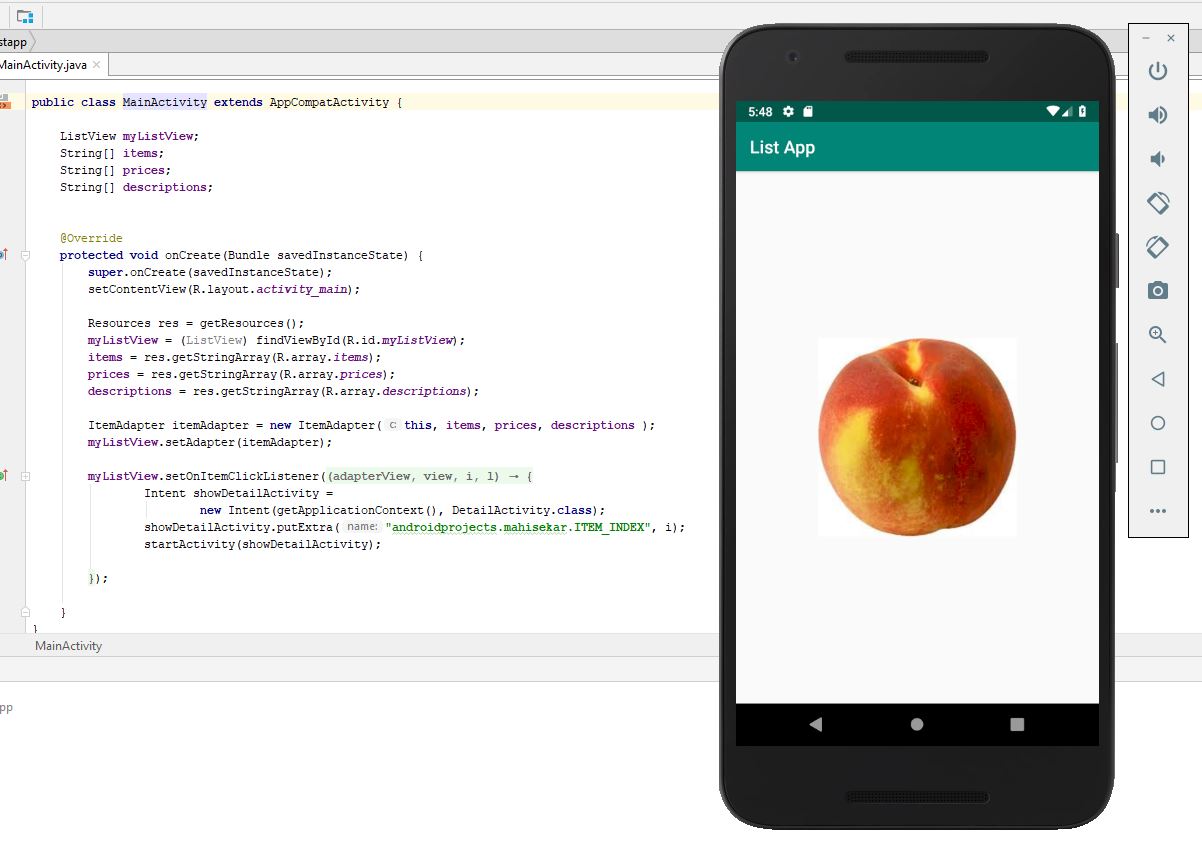 stapp
MainActivity.java
public class MainActivity extends AppCompatActivity {
ListView myListView;
String[] items;
String[] prices;
String[] descriptions;
@Override
protected void onCreate(Bundle savedInstanceState) {
super.onCreate(savedInstanceState);
setContentView(R.layout.activity_main);
Resources res = getResources();
myListView = (ListView) findViewById(R.id.myListView);
items = res.getStringArray(R.array.items);
prices = res.getStringArray(R.array.prices);
descriptions = res.getStringArray(R.array.descriptions);
ItemAdapter itemAdapter = new ItemAdapter( c: this, items, prices, descriptions );
myListView.setAdapter(itemAdapter);
myListView.setOnItemClickListener((adapterView, view, i, l) → {
Intent showDetailActivity =
new Intent(getApplicationContext(), DetailActivity.class);
showDetailActivity.putExtra( name: "androidprojects.mahisekar.ITEM_INDEX", i);
startActivity(showDetailActivity);
});
}
}
MainActivity
pp
5:48
List App